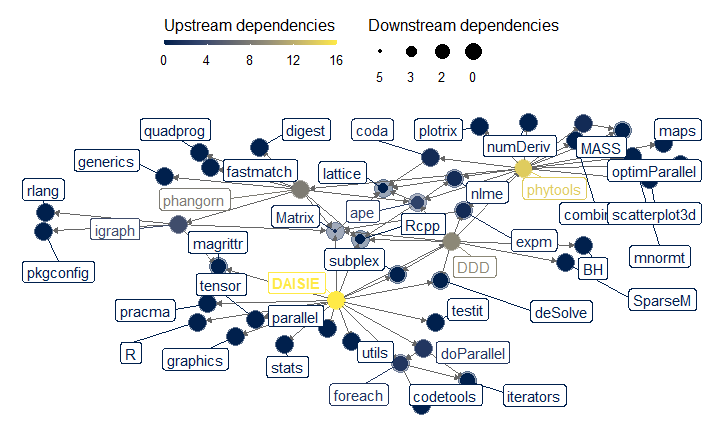 Upstream dependencies
Downstream dependencies
0 4 8 12 16
5 3 2 0
quadprog
digest
coda
plotrix
numDeriv
MASS
maps
generics
fastmatch
lattice
optimParallel
rlang
phangorn
nlme
phytools
igraph
Matrix
ape
Rcpp
combin
scatterplot3d
magrittr
subplex
expm
mnormt
pkgconfig
tensor
DAISIE
DDD
BH
SparseM
pracma
parallel
testit
deSolve
R
graphics
stats
utils
doParallel
foreach
codetools
iterators